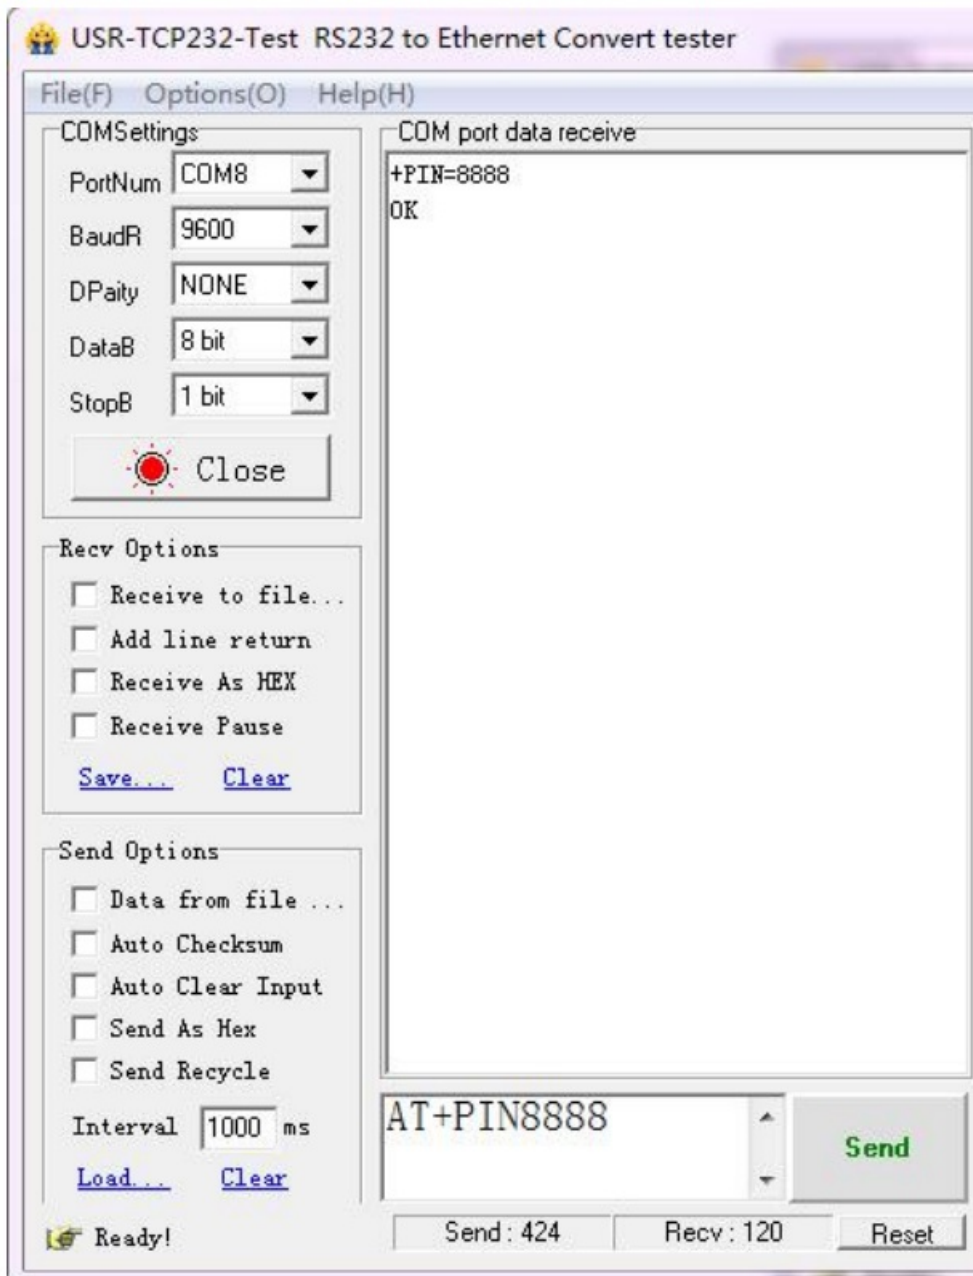 USR-TCP232-Test RS232 to Ethernet Convert tester
File(F) Options(O) Help(H)
COMSettings
PortNum COM8
BaudR 9600
DPaity NONE
DataB 8 bit
StopB 1 bit
Close
Recv Options
Receive to file...
Add line return
Receive As HEX
Receive Pause
Save... Clear
Send Options
Data from file ...
Auto Checksum
Auto Clear Input
Send As Hex
Send Recycle
Interval 1000 ms
Load... Clear
COM port data receive
+PIN=8888
OK
AT+PIN8888
Send
Ready!
Send : 424
Recv : 120
Reset